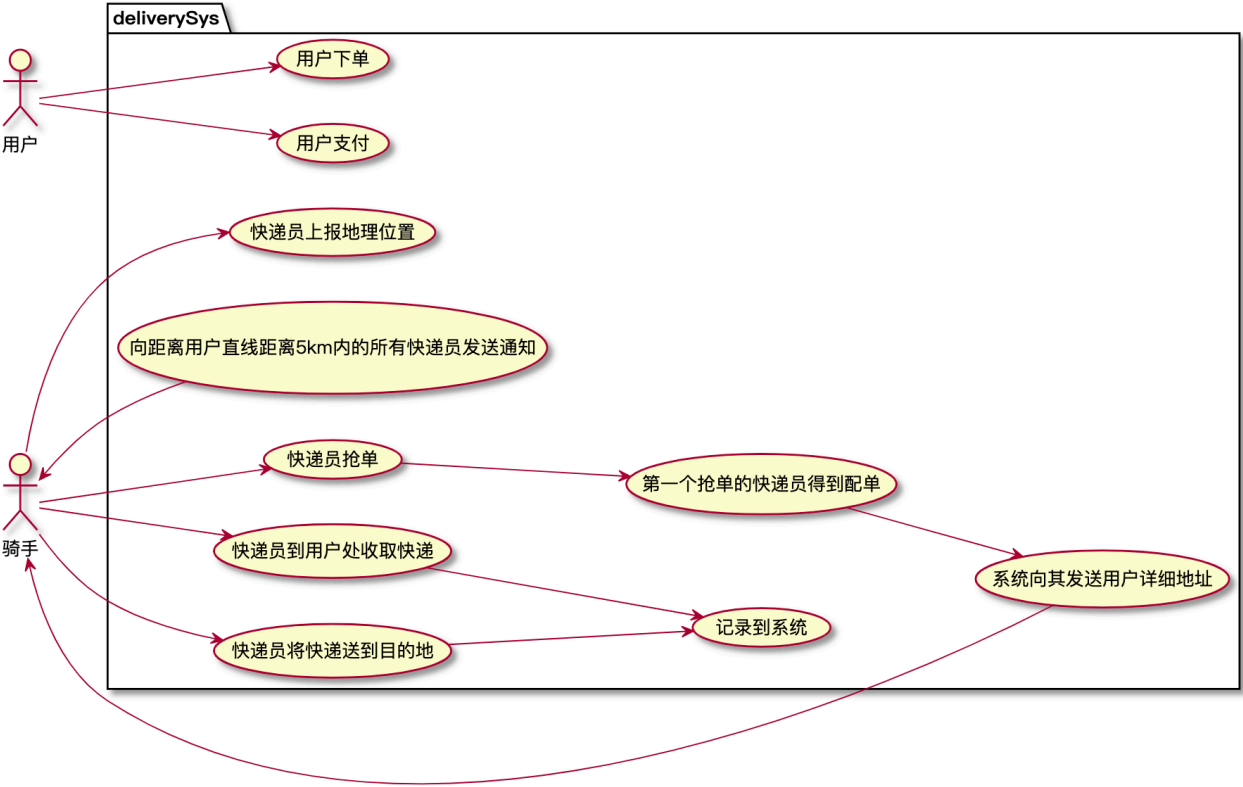 deliverySys
用户
用户下单
用户支付
快递员上报地理位置
向距离用户直线距离5km内的所有快递员发送通知
骑手
快递员抢单
第一个抢单的快递员得到配单
快递员到用户处收取快递
系统向其发送用户详细地址
记录到系统
快递员将快递送到目的地